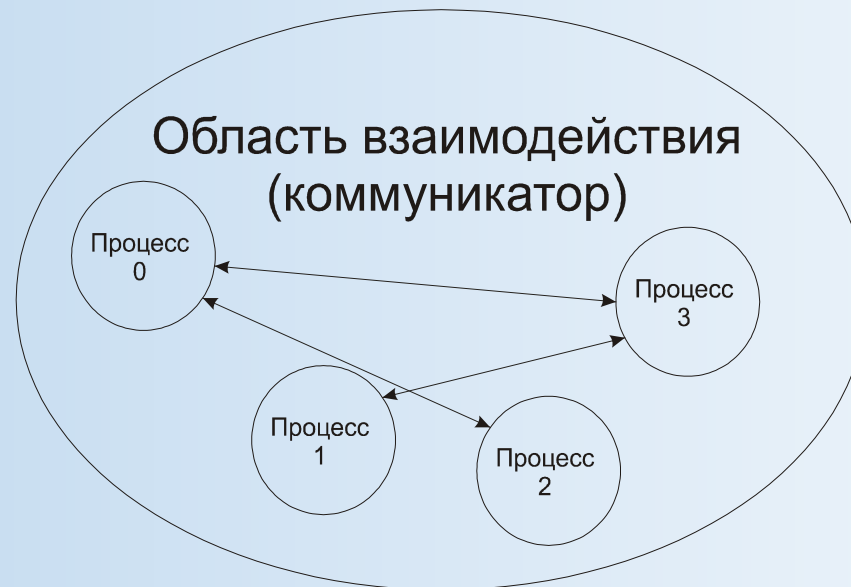 Область взаимодействия
(коммуникатор)
Процесс
0
Процесс
3
Процесс
1
Процесс
2